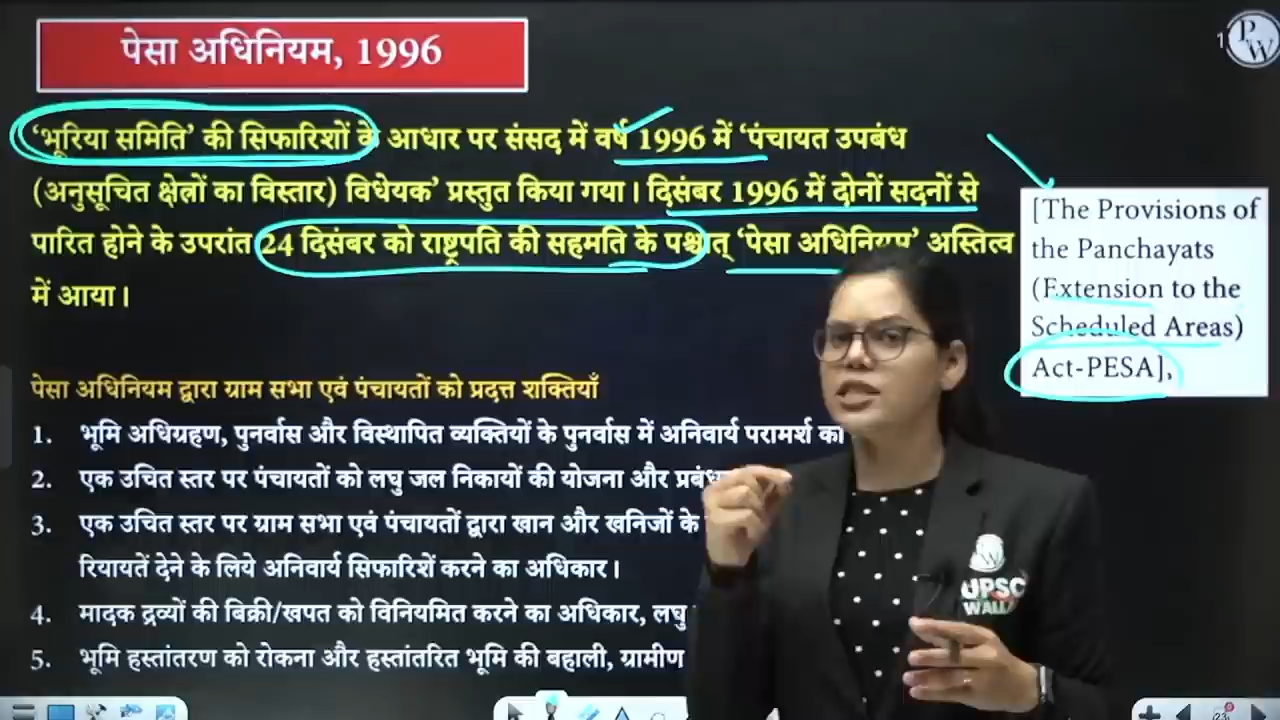 पेसा अधिनियम, 1996
PW
1
‘भूरिया समिति’ की सिफारिशों के आधार पर संसद में वर्ष 1996 में ‘पंचायत उपबंध
(अनुसूचित क्षेत्रों का विस्तार) विधेयक’ प्रस्तुत किया गया। दिसंबर 1996 में दोनों सदनों से
पारित होने के उपरांत 24 दिसंबर को राष्ट्रपति की सहमति के पश्चात् ‘पेसा अधिनियम’ अस्तित्व
में आया।
[The Provisions of
the Panchayats
(Extension to the
Scheduled Areas)
Act-PESA],
पेसा अधिनियम द्वारा ग्राम सभा एवं पंचायतों को प्रदत्त शक्तियाँ
1. भूमि अधिग्रहण, पुनर्वास और विस्थापित व्यक्तियों के पुनर्वास में अनिवार्य परामर्श का
2. एक उचित स्तर पर पंचायतों को लघु जल निकायों की योजना और
3. एक उचित स्तर पर ग्राम सभा एवं पंचायतों द्वारा खान और खनिजों के
रियायतें देने के लिये अनिवार्य सिफारिशें करने का अधिकार।
4. मादक द्रव्यों की बिक्री/खपत को विनियमित करने का अधिकार, लघु
5. भूमि हस्तांतरण को रोकना और हस्तांतरित भूमि की बहाली, ग्रामीण
UPSC
WALLAH
23